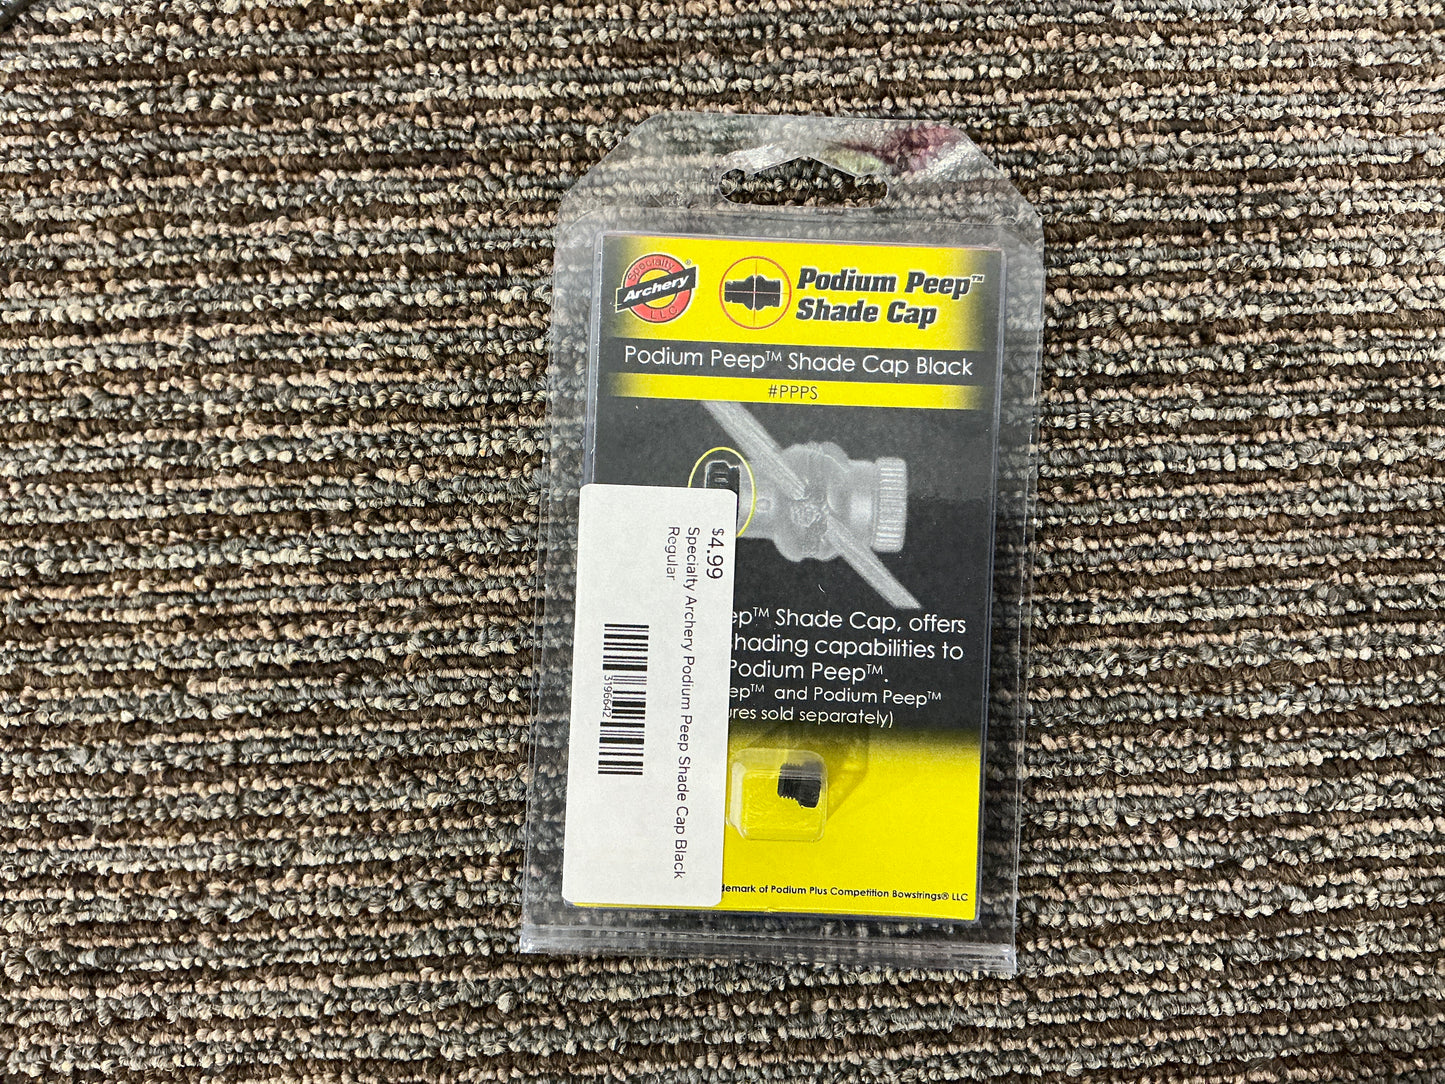 Specialty
Archery
LLC
®
Podium Peep™
Shade Cap
Podium Peep™ Shade Cap Black
#PPPS
ep™ Shade Cap, offers
hading capabilities to
Podium Peep™.
ep™ and Podium Peep™
ures sold separately)
demark of Podium Plus Competition Bowstrings® LLC
$4.99
Specialty Archery Podium Peep Shade Cap Black
Regular
3196642